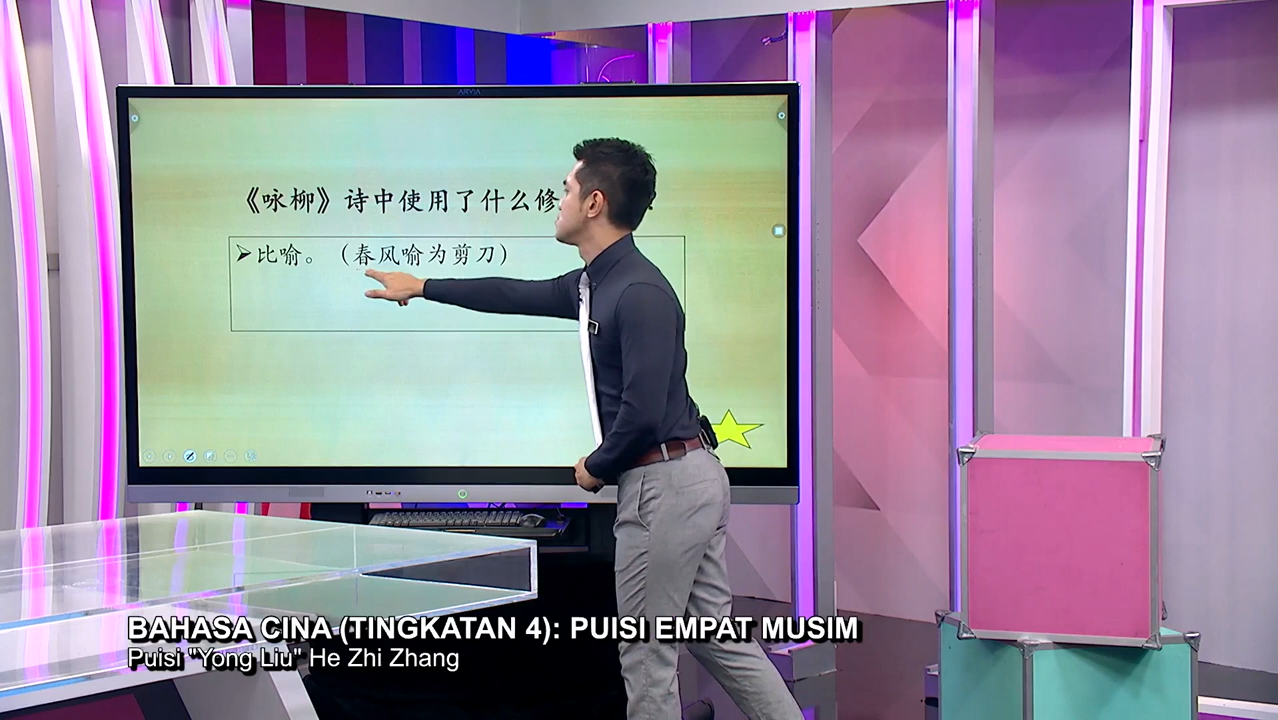 ARVIA
《咏柳》诗中使用了什么修
➢比喻。（春风喻为剪刀）
BAHASA CINA (TINGKATAN 4): PUISI EMPAT MUSIM
Puisi "Yong Liu" He Zhi Zhang